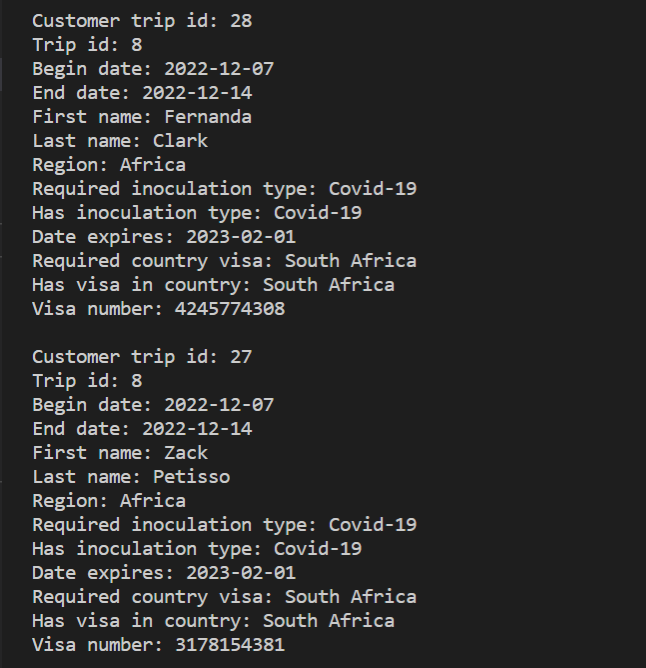 Customer trip id: 28
Trip id: 8
Begin date: 2022-12-07
End date: 2022-12-14
First name: Fernanda
Last name: Clark
Region: Africa
Required inoculation type: Covid-19
Has inoculation type: Covid-19
Date expires: 2023-02-01
Required country visa: South Africa
Has visa in country: South Africa
Visa number: 4245774308

Customer trip id: 27
Trip id: 8
Begin date: 2022-12-07
End date: 2022-12-14
First name: Zack
Last name: Petisso
Region: Africa
Required inoculation type: Covid-19
Has inoculation type: Covid-19
Date expires: 2023-02-01
Required country visa: South Africa
Has visa in country: South Africa
Visa number: 3178154381